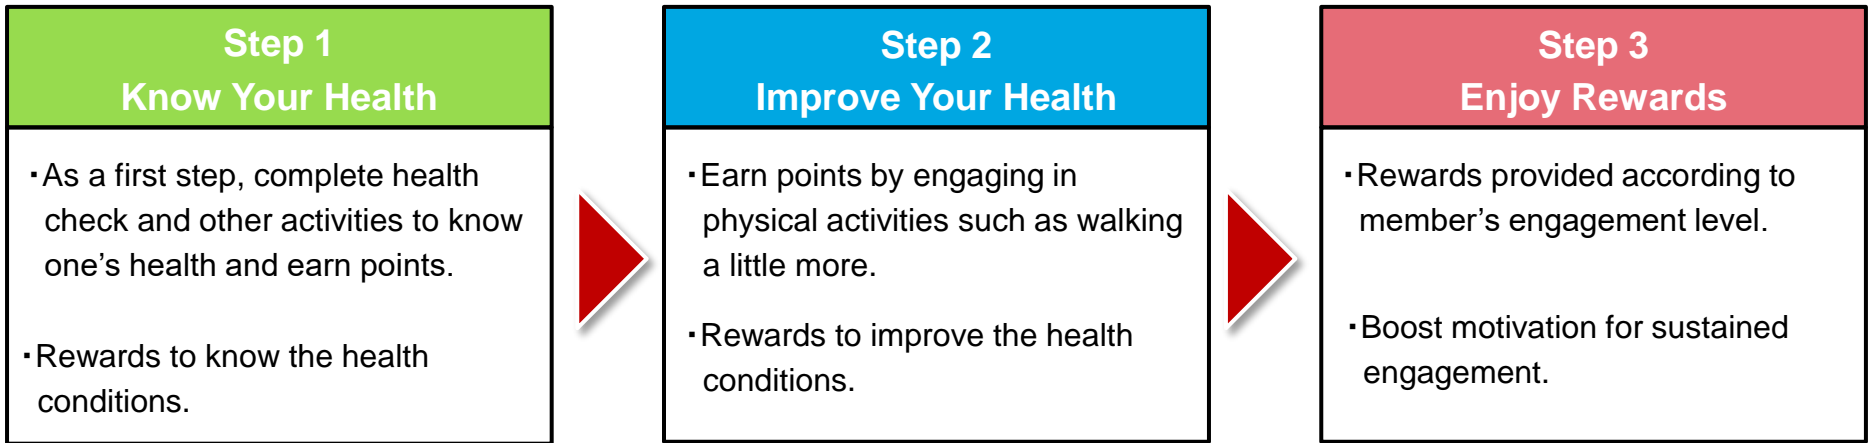 Step 1
Know Your Health
・As a first step, complete health
check and other activities to know
one’s health and earn points.
・Rewards to know the health
conditions.
Step 2
Improve Your Health
・Earn points by engaging in
physical activities such as walking
a little more.
・Rewards to improve the health
conditions.
Step 3
Enjoy Rewards
・Rewards provided according to
member’s engagement level.
・Boost motivation for sustained
engagement.